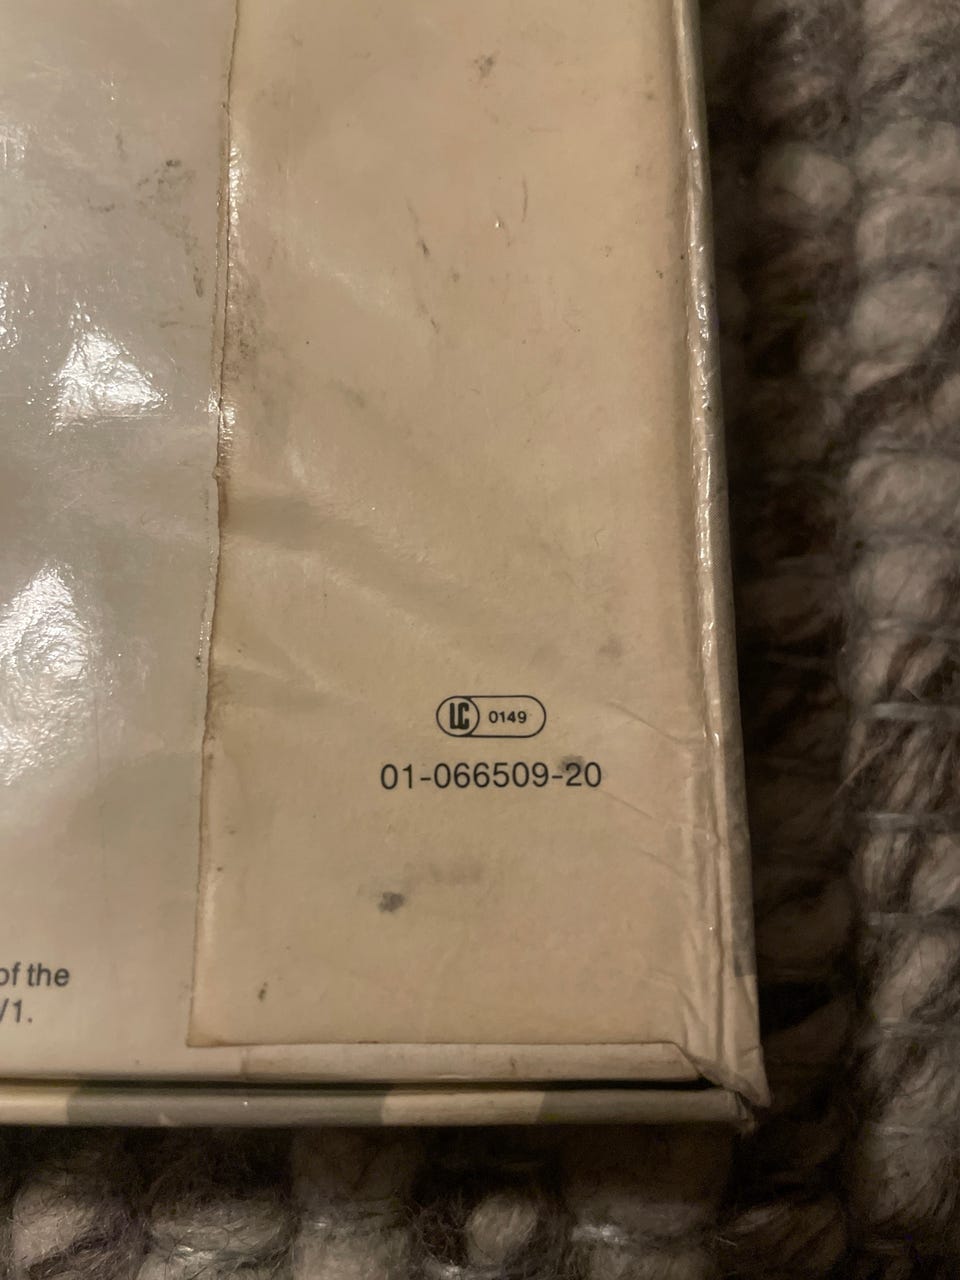 LC 0149
01-066509-20
of the
/1.